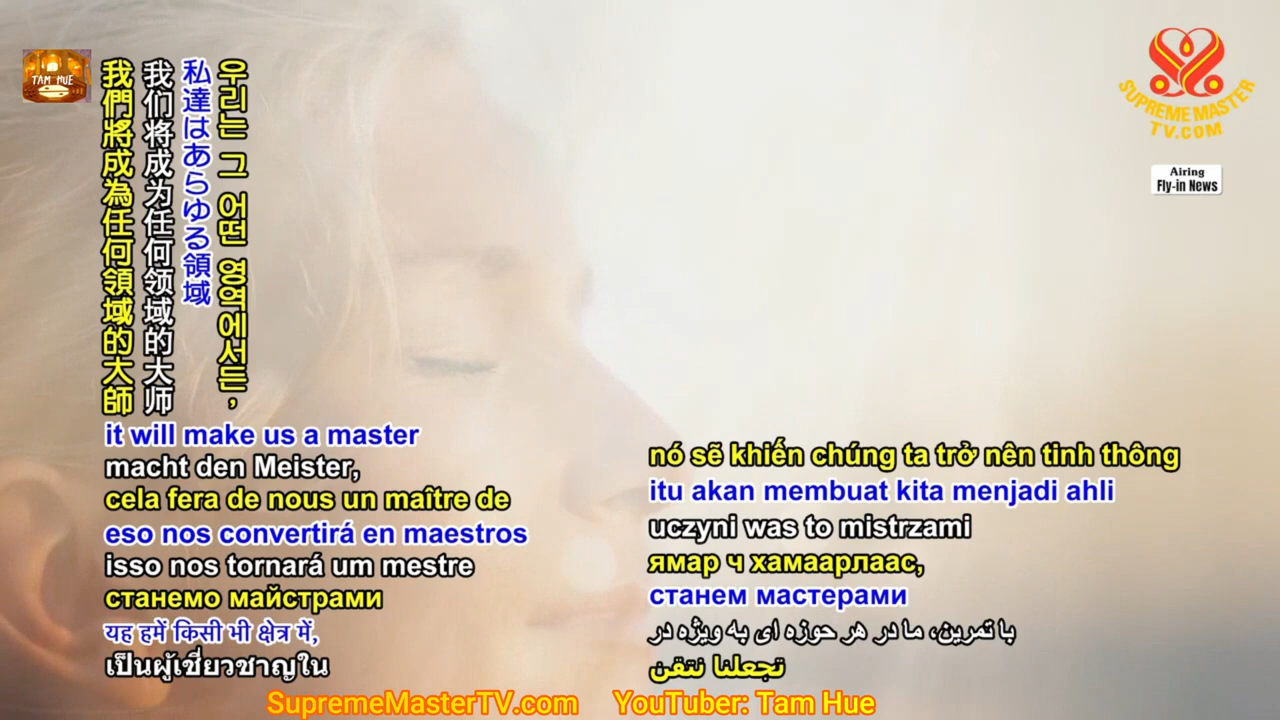 TAM HUE
我們將成為任何領域的大師
我们将成为任何领域的大师
私達はあらゆる領域
우리는 그 어떤 영역에서든,
it will make us a master
macht den Meister,
cela fera de nous un maître de
eso nos convertirá en maestros
isso nos tornará um mestre
станемо майстрами
यह हमें किसी भी क्षेत्र में,
เป็นผู้เชี่ยวชาญใน
SUPREME MASTER
TV.COM
Airing
Fly-in News
nó sẽ khiến chúng ta trở nên tinh thông
itu akan membuat kita menjadi ahli
uczyni was to mistrzami
ямар ч хамаарлаас,
станем мастерами
با تمرین، ما در هر حوزه ای به ویژه در
تجعلنا نتقن
SupremeMasterTV.com YouTuber: Tam Hue